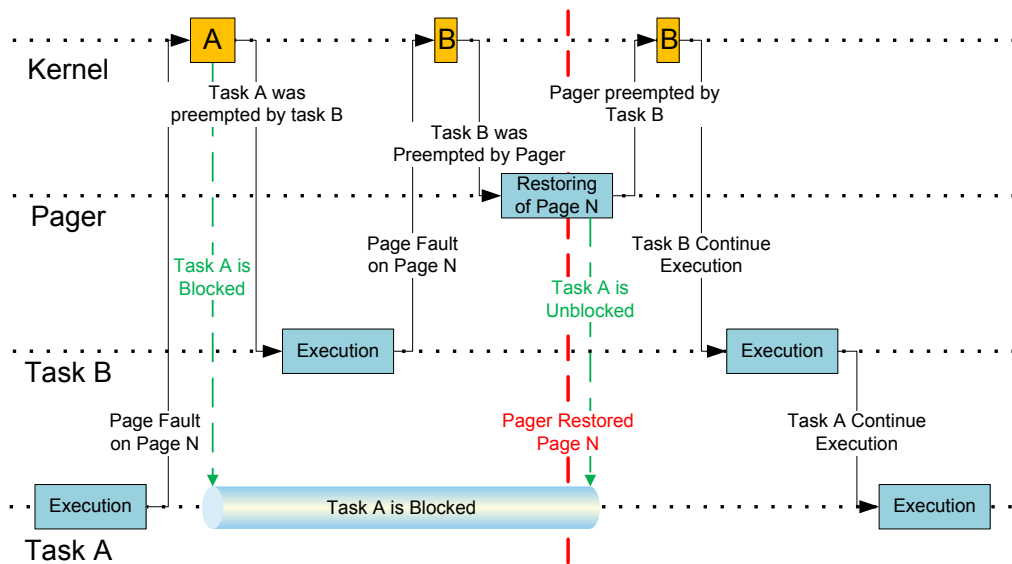 A
B
B
Kernel
Task A was
preempted by task B
Pager preempted by
Task B
Task B was
Preempted by Pager
Restoring
of Page N
Pager
Page Fault
on Page N
Task B Continue
Execution
Task A is
Blocked
Task A is
Unblocked
Execution
Execution
Task B
Page Fault
on Page N
Pager Restored
Page N
Task A Continue
Execution
Execution
Task A is Blocked
Execution
Task A